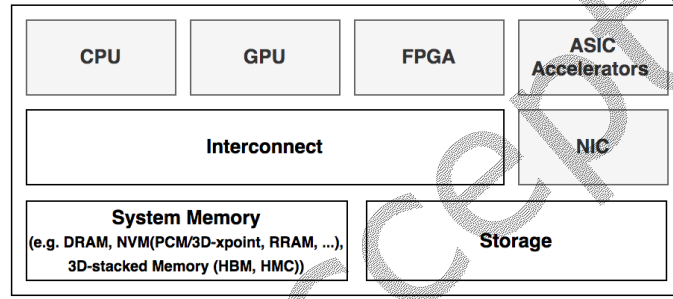 CPU
GPU
FPGA
ASIC
Accelerators
Interconnect
NIC
System Memory
(e.g. DRAM, NVM(PCM/3D-xpoint, RRAM, ...),
3D-stacked Memory (HBM, HMC))
Storage